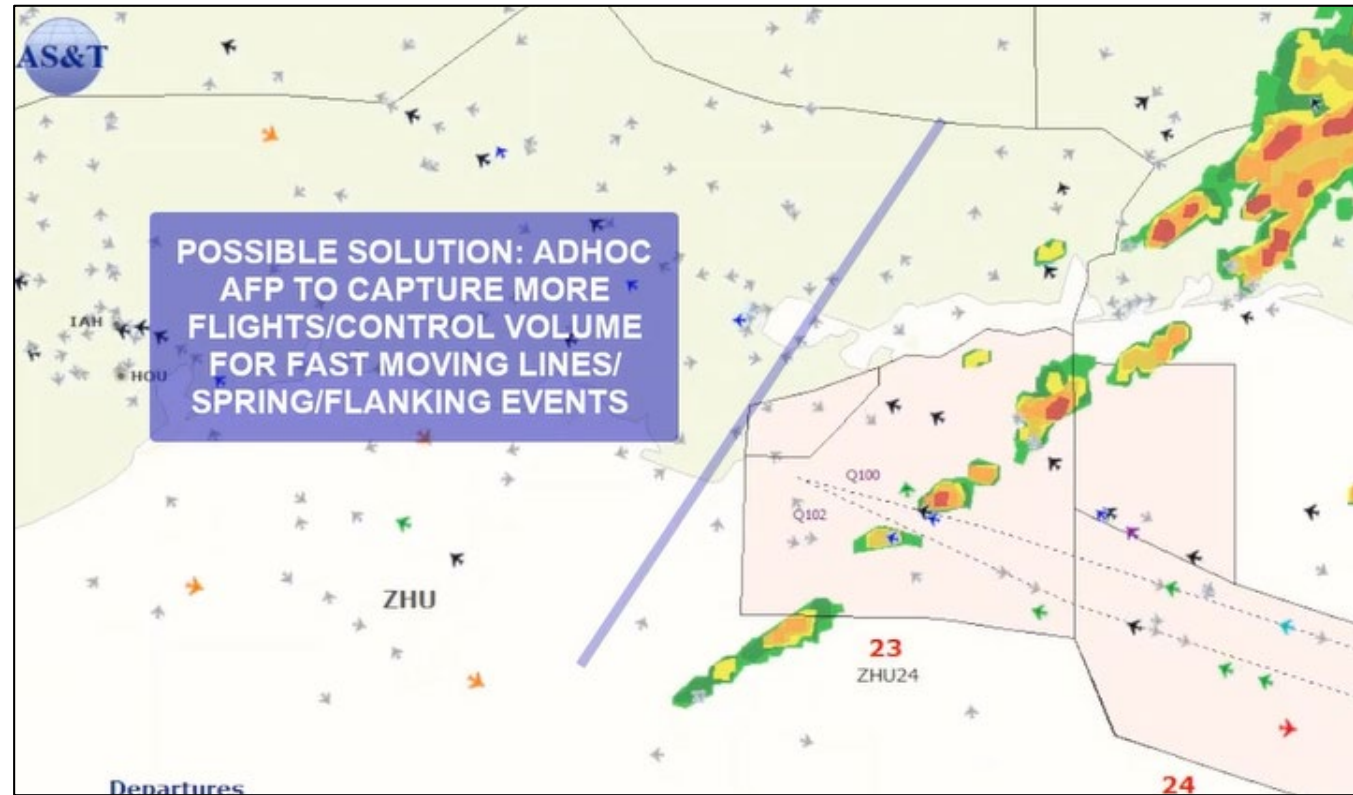 AS&T
POSSIBLE SOLUTION: ADHOC
AFP TO CAPTURE MORE
FLIGHTS/CONTROL VOLUME
FOR FAST MOVING LINES/
SPRING/FLANKING EVENTS
IAH
HOU
Q100
Q102
ZHU
23
ZHU24
24
Departures